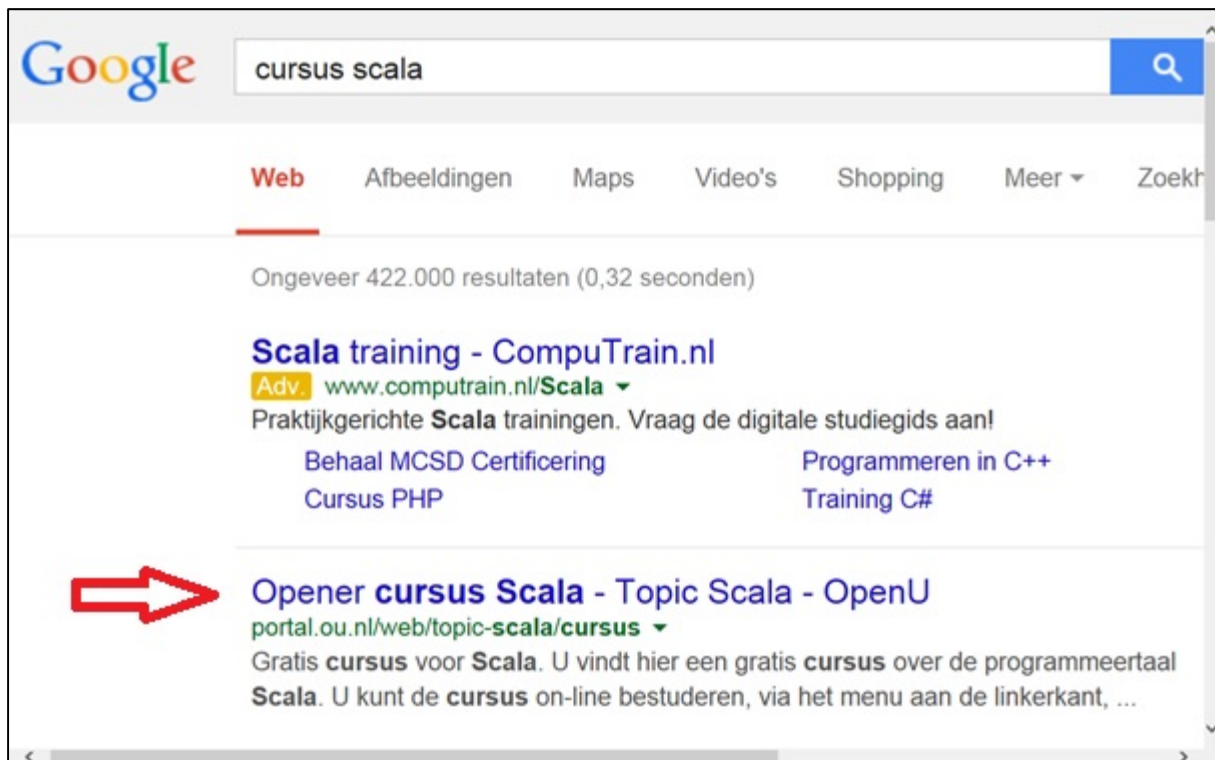 Google
cursus scala
Web Afbeeldingen Maps Video's Shopping Meer Zoekh
Ongeveer 422.000 resultaten (0,32 seconden)
Scala training - CompuTrain.nl
Adv. www.computrain.nl/Scala
Praktijkgerichte Scala trainingen. Vraag de digitale studiegids aan!
Behaal MCSD Certificering Programmeren in C++
Cursus PHP Training C#
Opener cursus Scala - Topic Scala - OpenU
portal.ou.nl/web/topic-scala/cursus
Gratis cursus voor Scala. U vindt hier een gratis cursus over de programmeertaal
Scala. U kunt de cursus on-line bestuderen, via het menu aan de linkerkant, ...